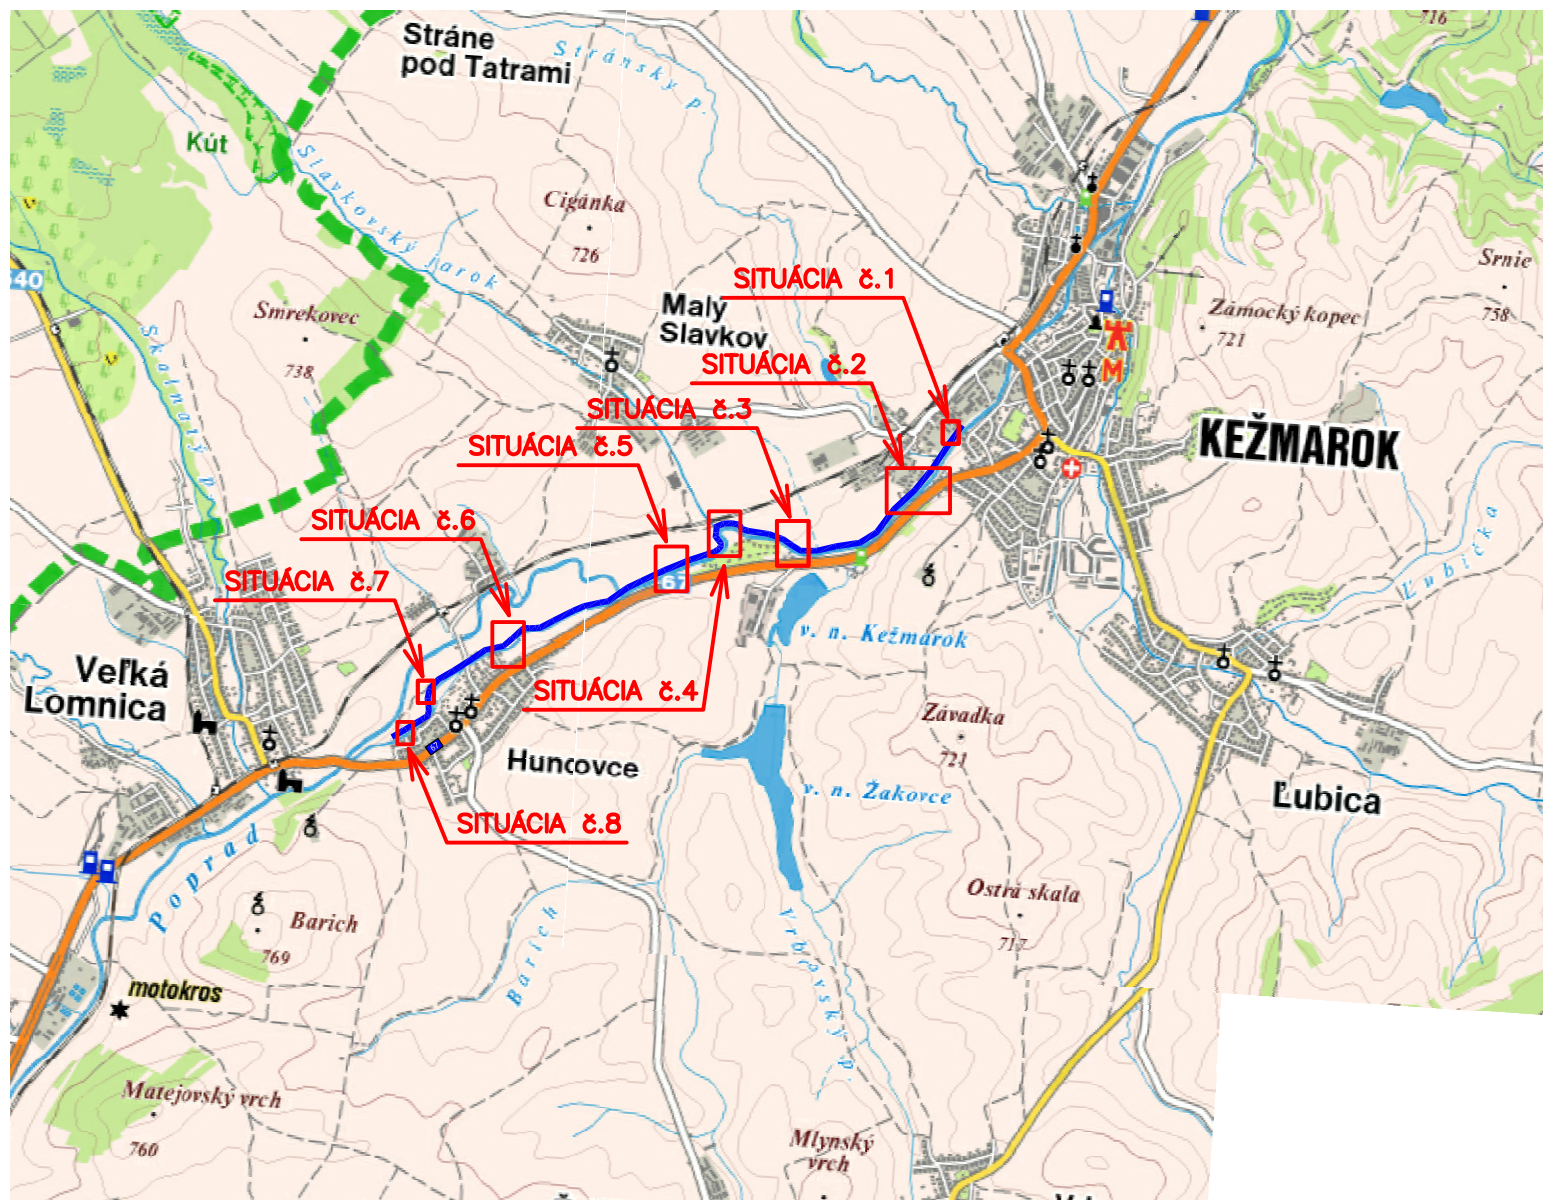 Stráne
pod Tatrami
Stránsky p.
716
Kút
Slavkovský jarok
Cigánka
726
Srnie
758
540
SITUÁCIA č.1
Malý
Slavkov
Zámocký kopec
721
Smrekovec
738
Skalnatý p.
SITUÁCIA č.2
M
SITUÁCIA č.3
KEŽMAROK
SITUÁCIA č.5
SITUÁCIA č.6
Ľubička
SITUÁCIA č.7
67
v. n. Kežmarok
Veľká
Lomnica
SITUÁCIA č.4
Závadka
721
67
Huncovce
v. n. Žakovce
Ľubica
SITUÁCIA č.8
Poprad
Ostrá skala
717
Barich
769
Barich
Vrbovský p.
motokros
Matejovský vrch
760
Mlynský
vrch